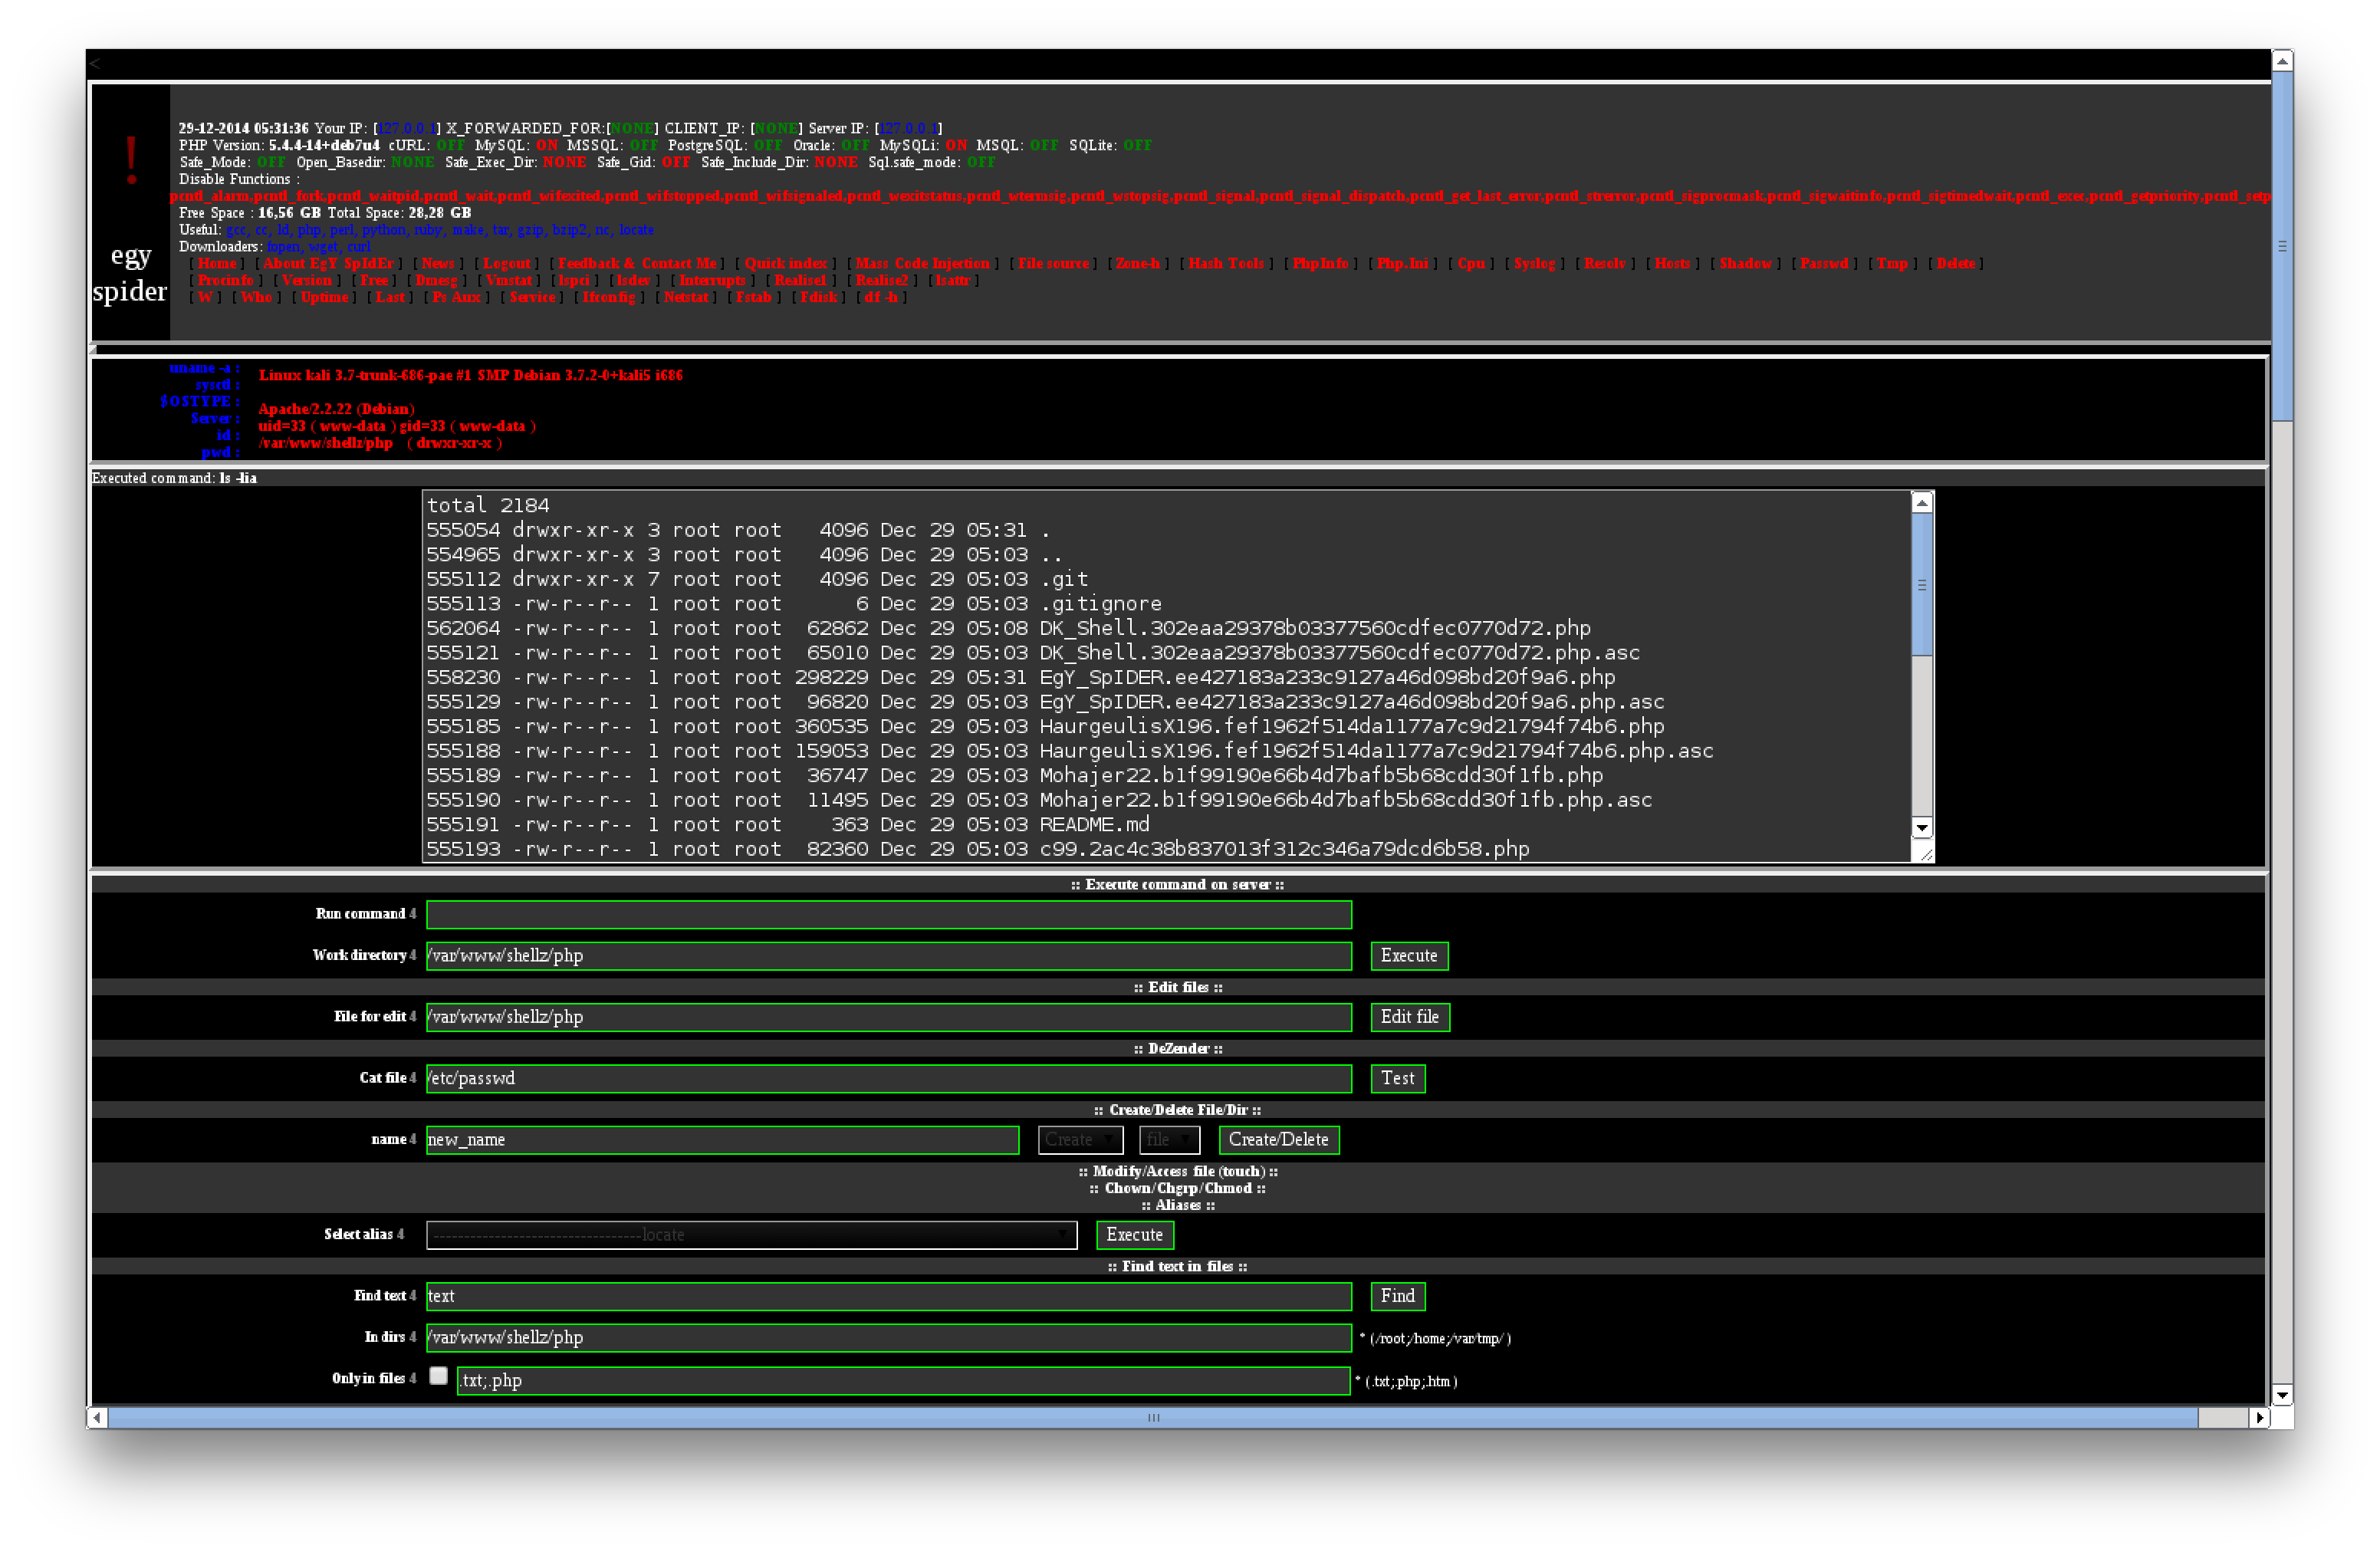 <
!
egy
spider
29-12-2014 05:31:36 Your IP: [127.0.0.1] X_FORWARDED_FOR:[NONE] CLIENT_IP: [NONE] Server IP: [127.0.0.1]
PHP Version: 5.4.4-14+deb7u4 cURL: OFF MySQL: ON MSSQL: OFF PostgreSQL: OFF Oracle: OFF MySQLi: ON MSQL: OFF SQLite: OFF
Safe_Mode: OFF Open_Basedir: NONE Safe_Exec_Dir: NONE Safe_Gid: OFF Safe_Include_Dir: NONE Sql.safe_mode: OFF
Disable Functions :
pcntl_alarm,pcntl_fork,pcntl_waitpid,pcntl_wait,pcntl_wifexited,pcntl_wifstopped,pcntl_wifsignaled,pcntl_wexitstatus,pcntl_wtermsig,pcntl_wstopsig,pcntl_signal,pcntl_signal_dispatch,pcntl_get_last_error,pcntl_strerror,pcntl_sigprocmask,pcntl_sigwaitinfo,pcntl_sigtimedwait,pcntl_exec,pcntl_getpriority,pcntl_setp
Free Space : 16,56 GB Total Space: 28,28 GB
Useful: gcc, cc, ld, php, perl, python, ruby, make, tar, gzip, bzip2, nc, locate
Downloaders: fopen, wget, curl
[ Home ] [ About EgY SpIdEr ] [ News ] [ Logout ] [ Feedback & Contact Me ] [ Quick index ] [ Mass Code Injection ] [ File source ] [ Zone-h ] [ Hash Tools ] [ PhpInfo ] [ Php.Ini ] [ Cpu ] [ Syslog ] [ Resolv ] [ Hosts ] [ Shadow ] [ Passwd ] [ Tmp ] [ Delete ]
[ Procinfo ] [ Version ] [ Free ] [ Dmesg ] [ Vmstat ] [ lspci ] [ lsdev ] [ Interrupts ] [ Realise1 ] [ Realise2 ] [ lsattr ]
[ W ] [ Who ] [ Uptime ] [ Last ] [ Ps Aux ] [ Service ] [ Ifconfig ] [ Netstat ] [ Fstab ] [ Fdisk ] [ df -h ]
uname -a :
sysctl :
$OSTYPE :
Server :
id :
pwd :
Linux kali 3.7-trunk-686-pae #1 SMP Debian 3.7.2-0+kali5 i686
Apache/2.2.22 (Debian)
uid=33 ( www-data ) gid=33 ( www-data )
/var/www/shellz/php ( drwxr-xr-x )
Executed command: ls -lia
total 2184
555054 drwxr-xr-x 3 root root 4096 Dec 29 05:31 .
554965 drwxr-xr-x 3 root root 4096 Dec 29 05:03 ..
555112 drwxr-xr-x 7 root root 4096 Dec 29 05:03 .git
555113 -rw-r--r-- 1 root root 6 Dec 29 05:03 .gitignore
562064 -rw-r--r-- 1 root root 62862 Dec 29 05:08 DK_Shell.302eaa29378b03377560cdfec0770d72.php
555121 -rw-r--r-- 1 root root 65010 Dec 29 05:03 DK_Shell.302eaa29378b03377560cdfec0770d72.php.asc
558230 -rw-r--r-- 1 root root 298229 Dec 29 05:31 EgY_SpIDER.ee427183a233c9127a46d098bd20f9a6.php
555129 -rw-r--r-- 1 root root 96820 Dec 29 05:03 EgY_SpIDER.ee427183a233c9127a46d098bd20f9a6.php.asc
555185 -rw-r--r-- 1 root root 360535 Dec 29 05:03 HaurgeulisX196.fef1962f514da1177a7c9d21794f74b6.php
555188 -rw-r--r-- 1 root root 159053 Dec 29 05:03 HaurgeulisX196.fef1962f514da1177a7c9d21794f74b6.php.asc
555189 -rw-r--r-- 1 root root 36747 Dec 29 05:03 Mohajer22.b1f99190e66b4d7bafb5b68cdd30f1fb.php
555190 -rw-r--r-- 1 root root 11495 Dec 29 05:03 Mohajer22.b1f99190e66b4d7bafb5b68cdd30f1fb.php.asc
555191 -rw-r--r-- 1 root root 363 Dec 29 05:03 README.md
555193 -rw-r--r-- 1 root root 82360 Dec 29 05:03 c99.2ac4c38b837013f312c346a79dcd6b58.php
:: Execute command on server ::
Run command 4
Work directory 4 /var/www/shellz/php Execute
:: Edit files ::
File for edit 4 /var/www/shellz/php Edit file
:: DeZender ::
Cat file 4 /etc/passwd Test
:: Create/Delete File/Dir ::
name 4 new_name Create file Create/Delete
:: Modify/Access file (touch) ::
:: Chown/Chgrp/Chmod ::
:: Aliases ::
Select alias 4 ----------------------------------locate Execute
:: Find text in files ::
Find text 4 text Find
In dirs 4 /var/www/shellz/php * (/root;/home;/var/tmp/ )
Only in files 4 .txt;.php * (.txt;.php;.htm )